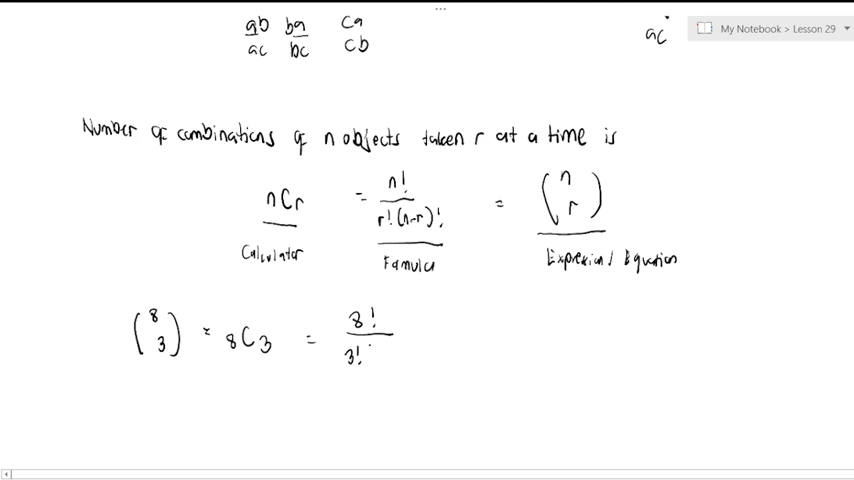 ab ba ca
ac bc cb ac
My Notebook > Lesson 29
Number of combinations of n objects taken r at a time is
nCr = n! / r!(n-r)! = (n r)
Calculator Formula Expression / Equation
(8 3) = 8C3 = 8! / 3!